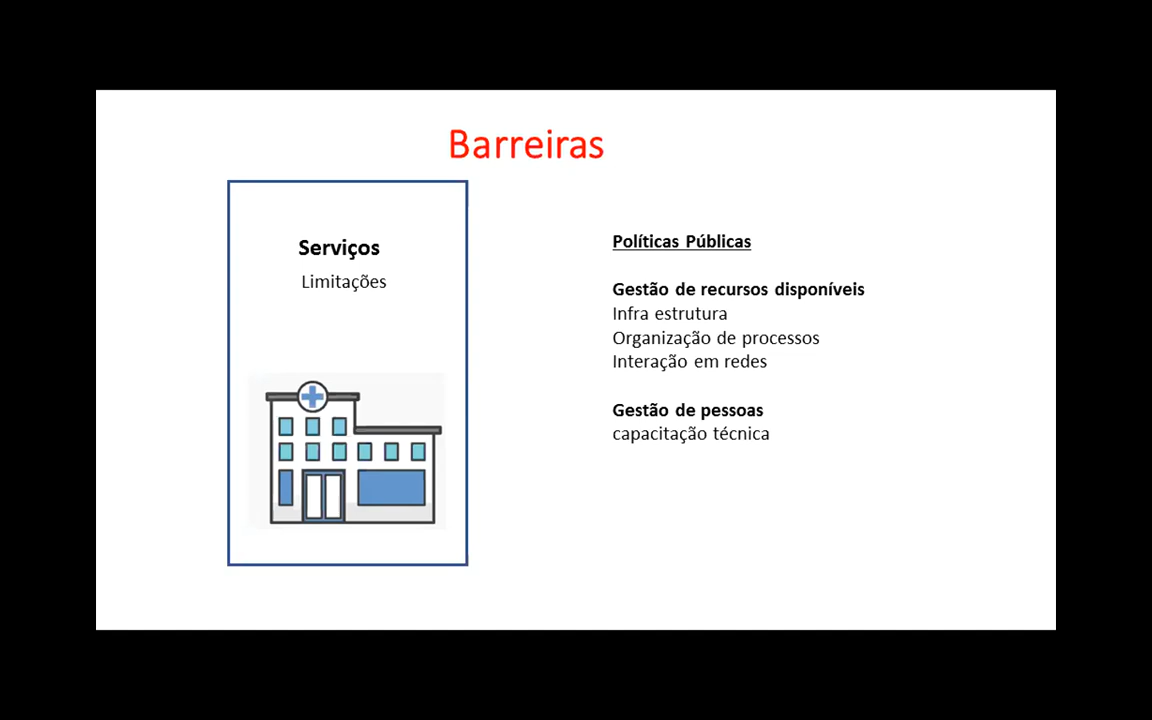 Barreiras
Serviços
Limitações
Políticas Públicas
Gestão de recursos disponíveis
Infra estrutura
Organização de processos
Interação em redes
Gestão de pessoas
capacitação técnica